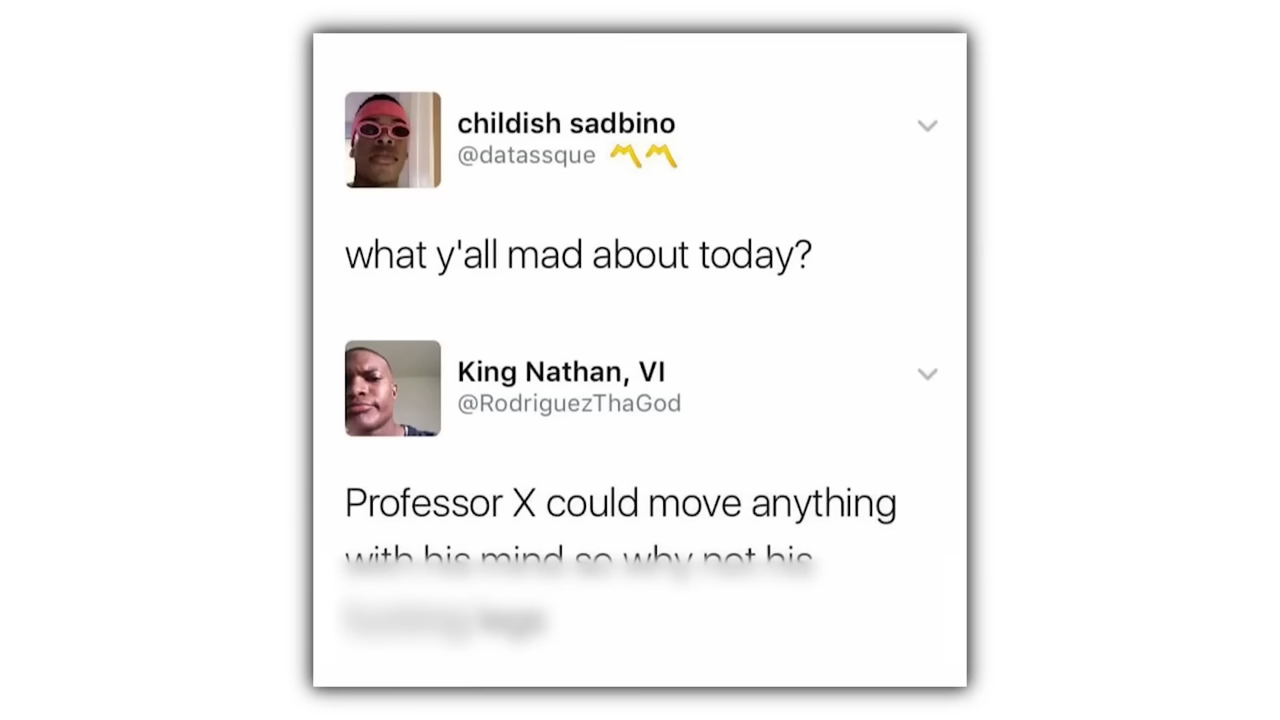 childish sadbino
@datassque
what y'all mad about today?
King Nathan, VI
@RodriguezThaGod
Professor X could move anything
with his mind so why not his
legs